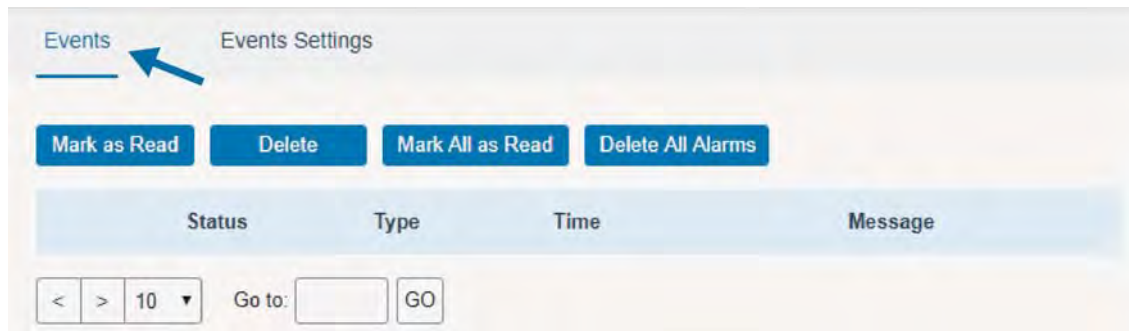 Events Events Settings
Mark as Read Delete Mark All as Read Delete All Alarms
Status Type Time Message
< > 10 ▼ Go to: GO